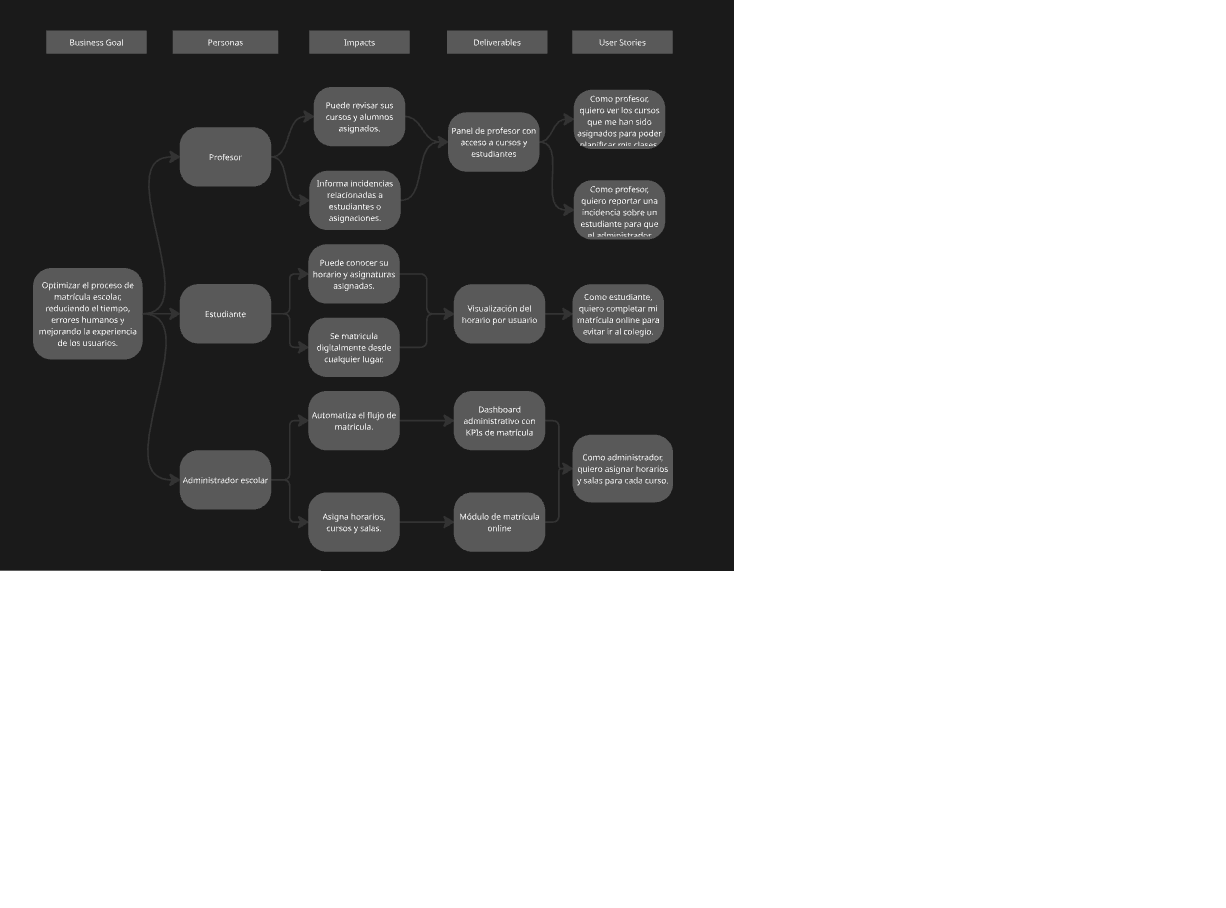 Business Goal
Personas
Impacts
Deliverables
User Stories
Optimizar el proceso de
matrícula escolar,
reduciendo el tiempo,
errores humanos y
mejorando la experiencia
de los usuarios.
Profesor
Puede revisar sus
cursos y alumnos
asignados.
Informa incidencias
relacionadas a
estudiantes o
asignaciones.
Panel de profesor con
acceso a cursos y
estudiantes
Como profesor,
quiero ver los cursos
que me han sido
asignados para poder
planificar mis clases.
Como profesor,
quiero reportar una
incidencia sobre un
estudiante para que
el administrador
Estudiante
Puede conocer su
horario y asignaturas
asignadas.
Se matricula
digitalmente desde
cualquier lugar.
Visualización del
horario por usuario
Como estudiante,
quiero completar mi
matrícula online para
evitar ir al colegio.
Administrador escolar
Automatiza el flujo de
matricula.
Asigna horarios,
cursos y salas.
Dashboard
administrativo con
KPIs de matrícula
Módulo de matrícula
online
Como administrador,
quiero asignar horarios
y salas para cada curso.